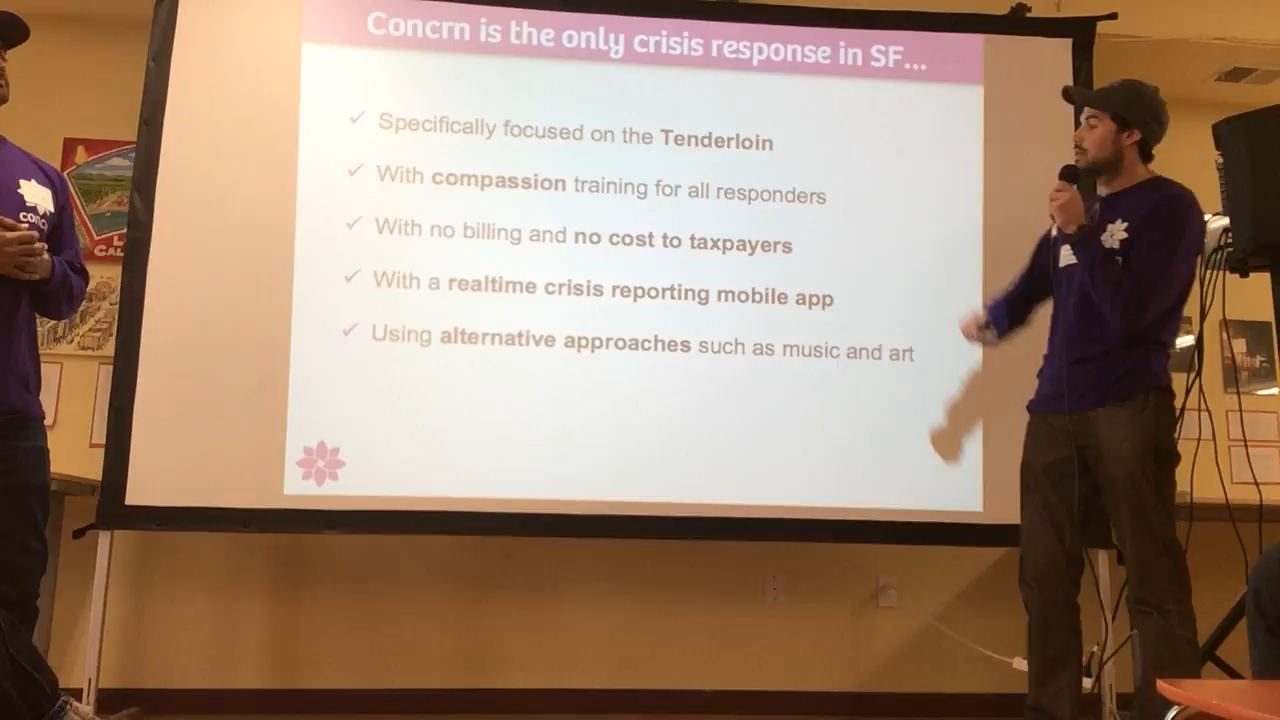 Concrn is the only crisis response in SF...
✓ Specifically focused on the Tenderloin
✓ With compassion training for all responders
✓ With no billing and no cost to taxpayers
✓ With a realtime crisis reporting mobile app
✓ Using alternative approaches such as music and art